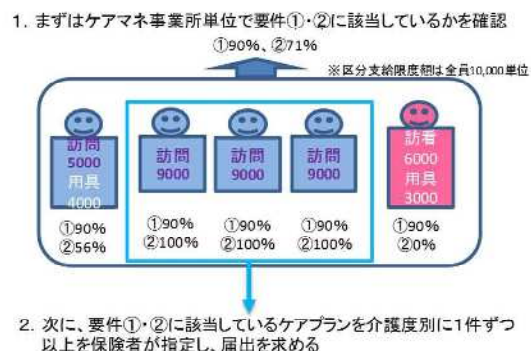 1. まずはケアマネ事業所単位で要件①・②に該当しているかを確認
①90%、②71%
※区分支給限度額は全員10,000単位
訪問
5000
用具
4000
①90%
②56%
訪問
9000
①90%
②100%
訪問
9000
①90%
②100%
訪問
9000
①90%
②100%
訪看
6000
用具
3000
①90%
②0%
2. 次に、要件①・②に該当しているケアプランを介護度別に1件ずつ
以上を保険者が指定し、届出を求める